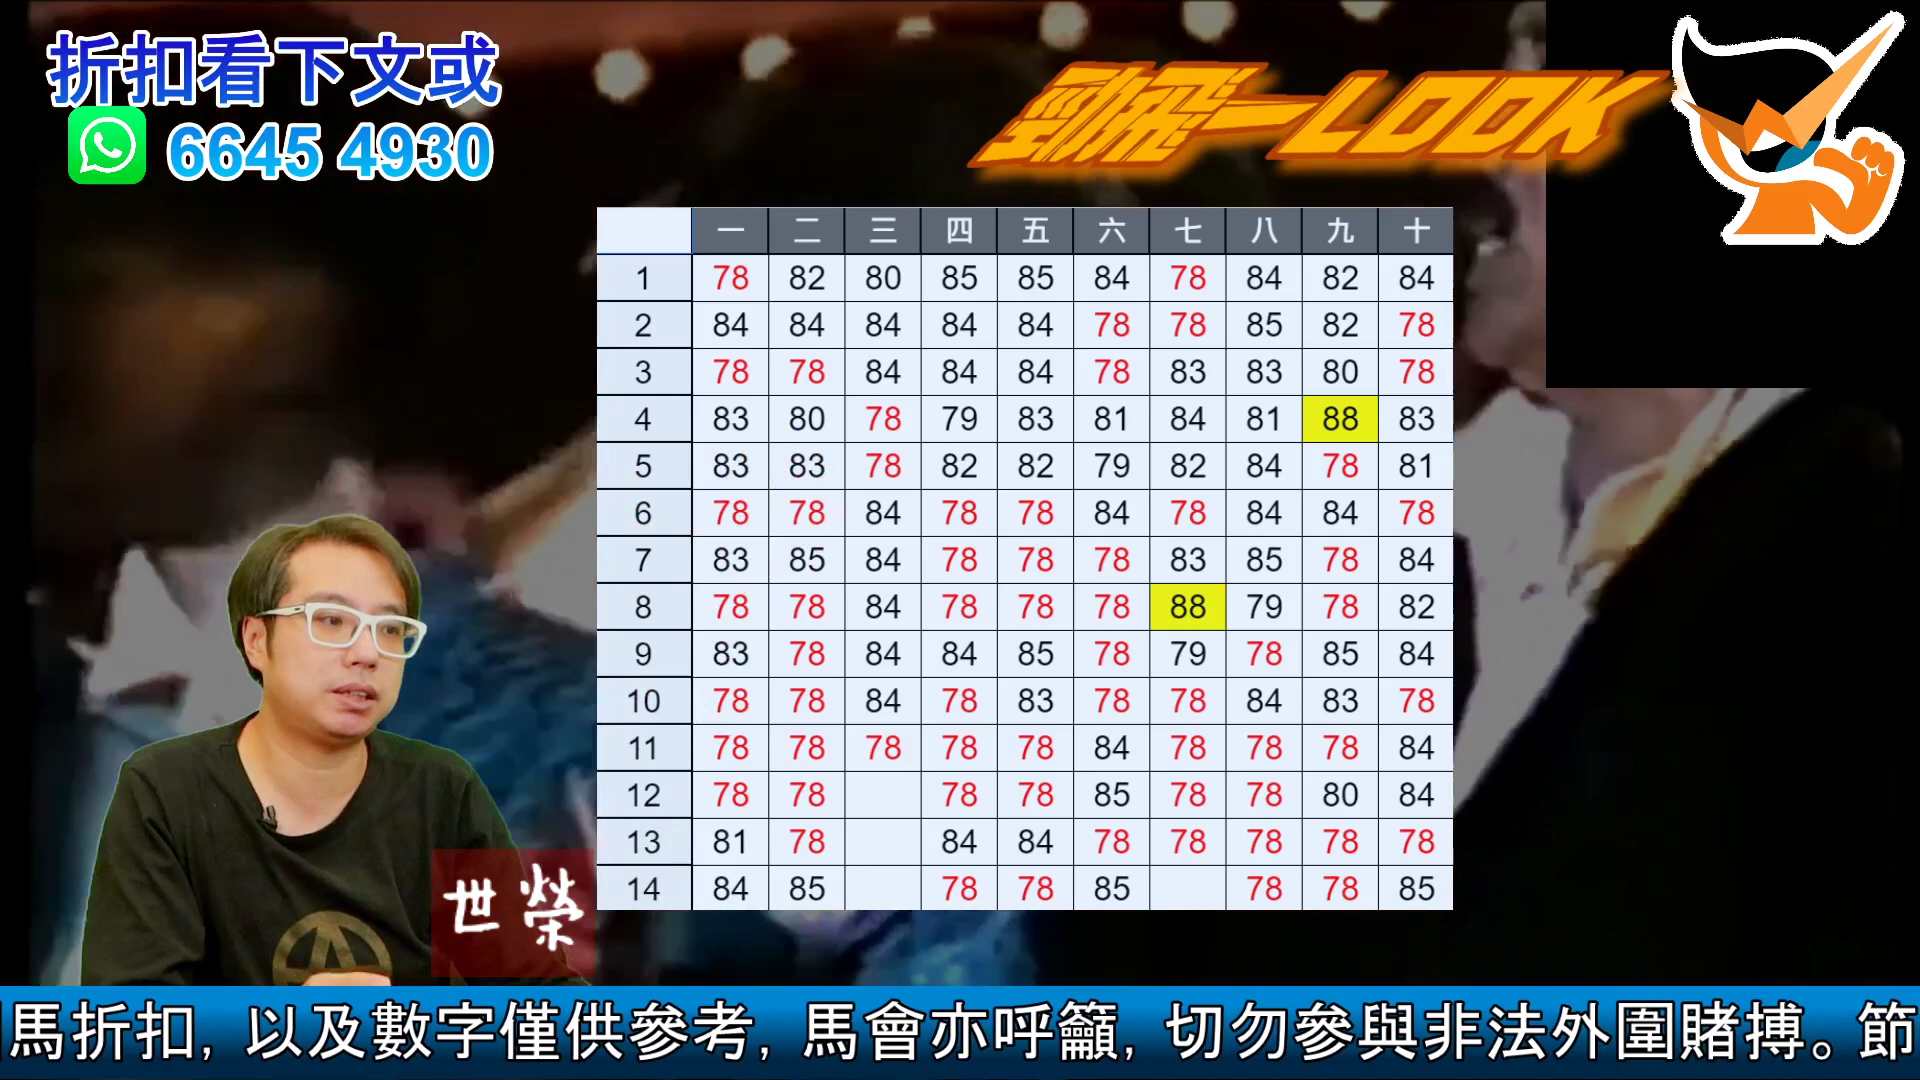 折扣看下文或
6645 4930
勁飛一LOOK
一 二 三 四 五 六 七 八 九 十
1 78 82 80 85 85 84 78 84 82 84
2 84 84 84 84 84 78 78 85 82 78
3 78 78 84 84 84 78 83 83 80 78
4 83 80 78 79 83 81 84 81 88 83
5 83 83 78 82 82 79 82 84 78 81
6 78 78 84 78 78 84 78 84 84 78
7 83 85 84 78 78 78 83 85 78 84
8 78 78 84 78 78 78 88 79 78 82
9 83 78 84 84 85 78 79 78 85 84
10 78 78 84 78 83 78 78 84 83 78
11 78 78 78 78 78 84 78 78 78 84
12 78 78 78 78 85 78 78 80 84
13 81 78 84 84 78 78 78 78 78
14 84 85 78 78 85 78 78 85
世榮
馬折扣, 以及數字僅供參考, 馬會亦呼籲, 切勿參與非法外圍賭搏。節